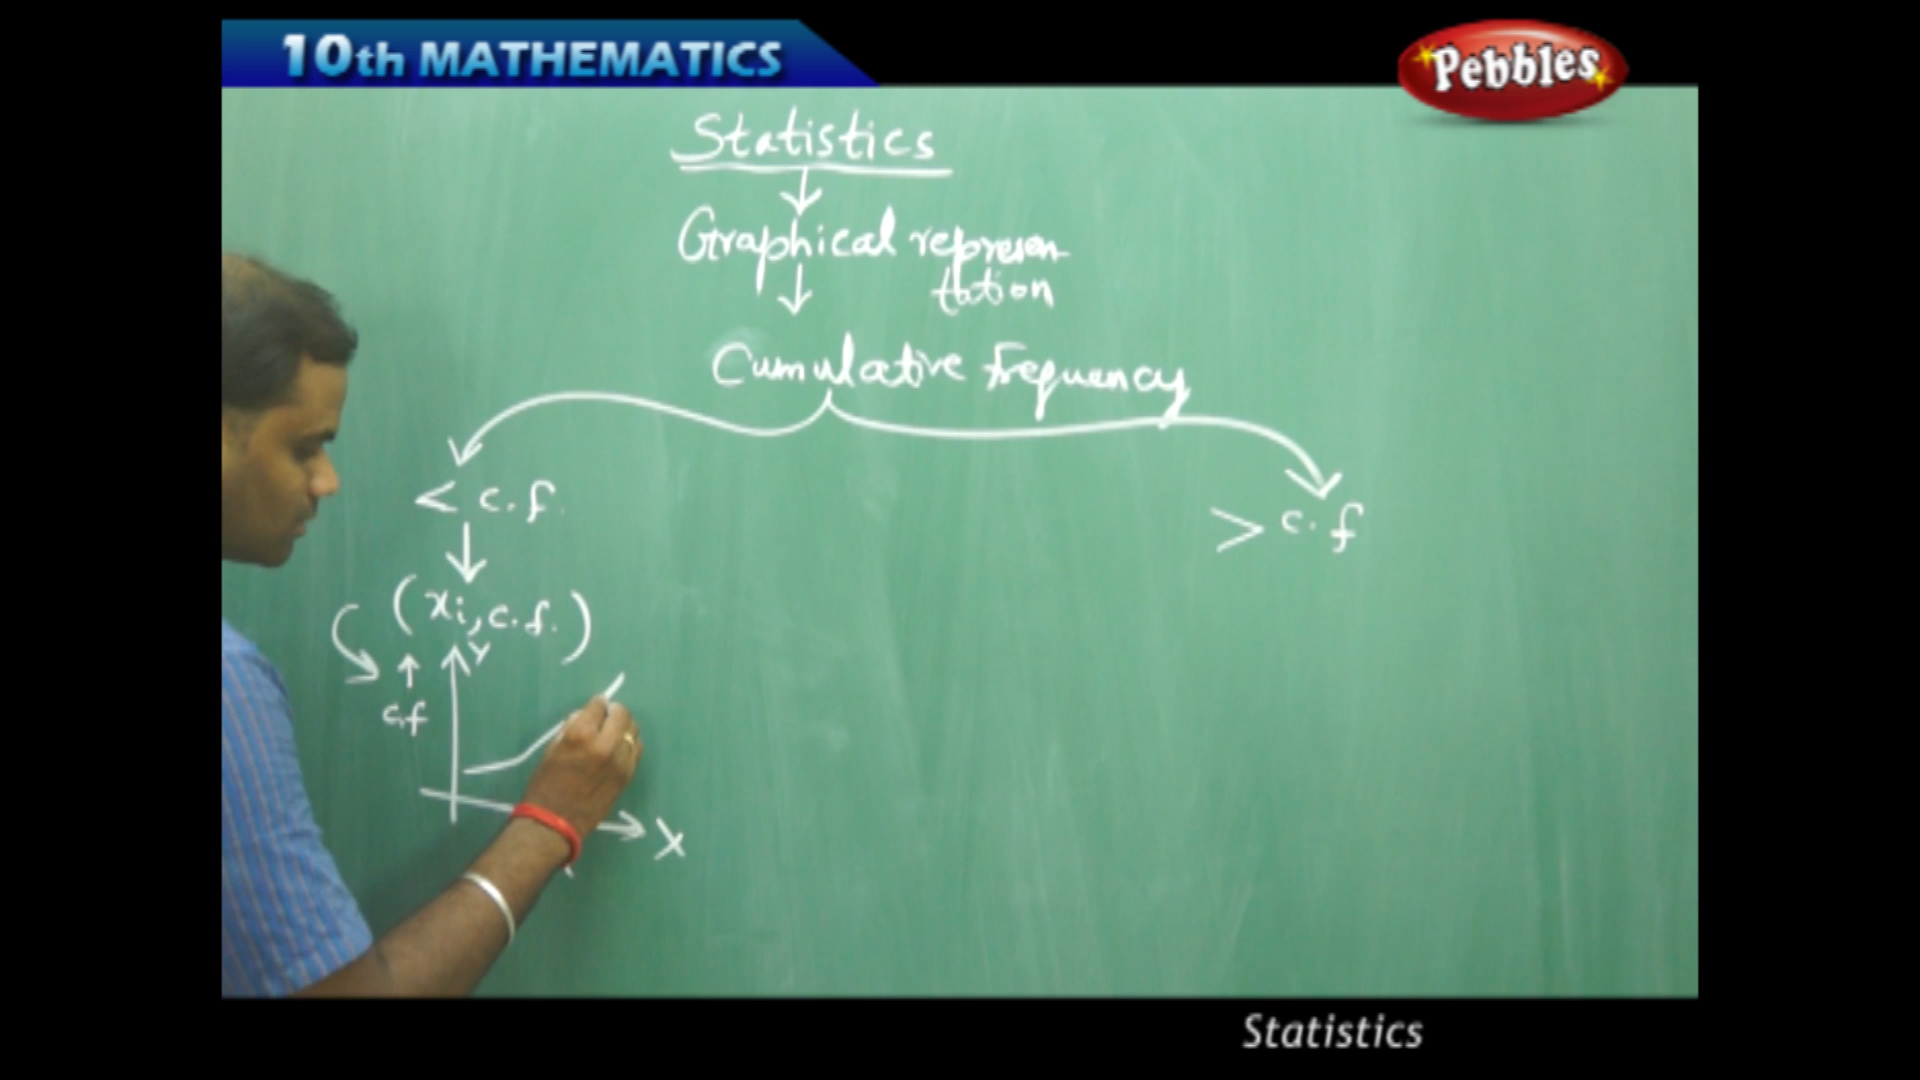 10th MATHEMATICS
Pebbles
Statistics
Graphical represen-
tation
Cumulative frequency
< c.f.
> c.f
(xi, c.f.)
Y
c.f
X
Statistics